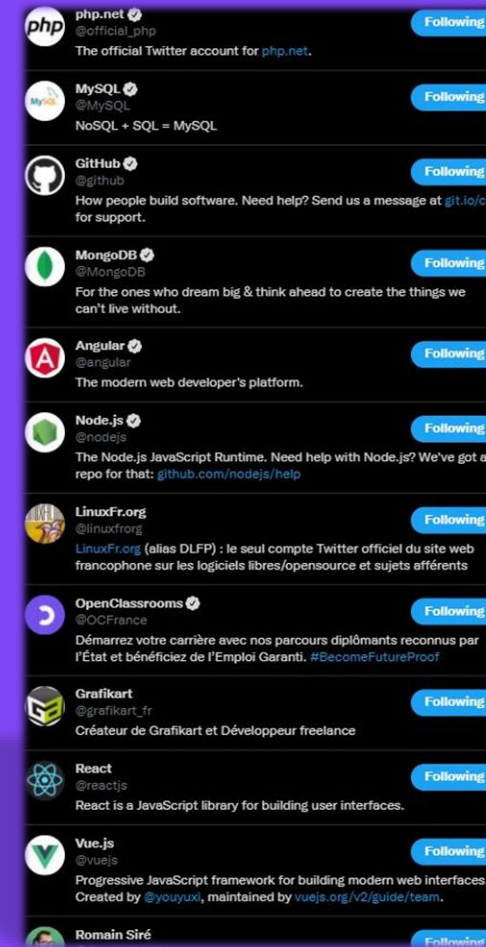 php
php.net
@official_php
Following
The official Twitter account for php.net.
MySQL
MySQL
@MySQL
Following
NoSQL + SQL = MySQL
GitHub
@github
Following
How people build software. Need help? Send us a message at git.io/c
for support.
MongoDB
@MongoDB
Following
For the ones who dream big & think ahead to create the things we
can't live without.
Angular
@angular
Following
The modern web developer's platform.
Node.js
@nodejs
Following
The Node.js JavaScript Runtime. Need help with Node.js? We've got a
repo for that: github.com/nodejs/help
LinuxFr.org
@linuxfrorg
Following
LinuxFr.org (alias DLFP) : le seul compte Twitter officiel du site web
francophone sur les logiciels libres/opensource et sujets afférents
OpenClassrooms
@OCFrance
Following
Démarrez votre carrière avec nos parcours diplômants reconnus par
l'État et bénéficiez de l'Emploi Garanti. #BecomeFutureProof
Grafikart
@grafikart_fr
Following
Créateur de Grafikart et Développeur freelance
React
@reactjs
Following
React is a JavaScript library for building user interfaces.
Vue.js
@vuejs
Following
Progressive JavaScript framework for building modern web interfaces.
Created by @youyuxi, maintained by vuejs.org/v2/guide/team.
Romain Siré
Following